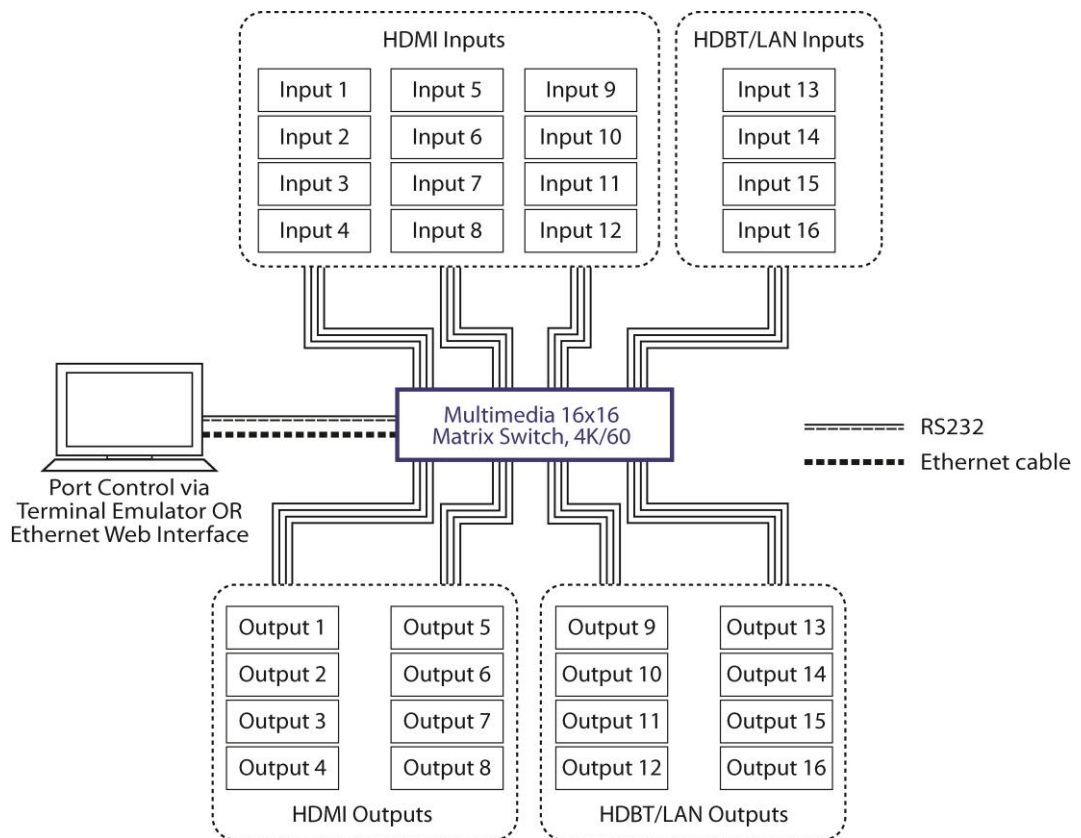 HDMI Inputs
Input 1
Input 2
Input 3
Input 4
Input 5
Input 6
Input 7
Input 8
Input 9
Input 10
Input 11
Input 12
HDBT/LAN Inputs
Input 13
Input 14
Input 15
Input 16
Multimedia 16x16
Matrix Switch, 4K/60
Port Control via
Terminal Emulator OR
Ethernet Web Interface
RS232
Ethernet cable
Output 1
Output 2
Output 3
Output 4
Output 5
Output 6
Output 7
Output 8
HDMI Outputs
Output 9
Output 10
Output 11
Output 12
Output 13
Output 14
Output 15
Output 16
HDBT/LAN Outputs